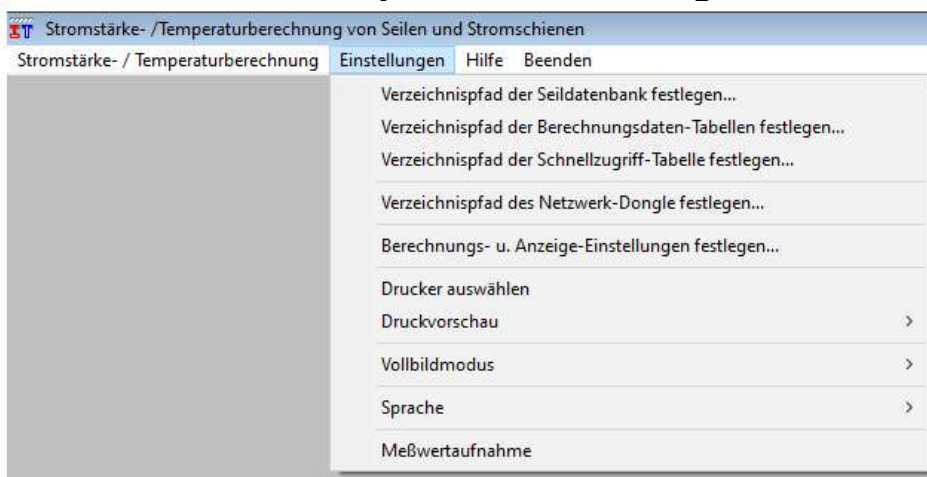 IT Stromstärke- /Temperaturberechnung von Seilen und Stromschienen
Stromstärke- / Temperaturberechnung Einstellungen Hilfe Beenden
Verzeichnispfad der Seildatenbank festlegen...
Verzeichnispfad der Berechnungsdaten-Tabellen festlegen...
Verzeichnispfad der Schnellzugriff-Tabelle festlegen...
Verzeichnispfad des Netzwerk-Dongle festlegen...
Berechnungs- u. Anzeige-Einstellungen festlegen...
Drucker auswählen
Druckvorschau
Vollbildmodus
Sprache
Meßwertaufnahme